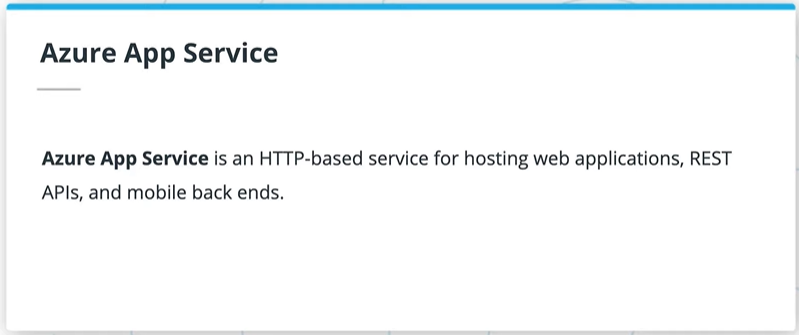 Azure App Service
Azure App Service is an HTTP-based service for hosting web applications, REST
APIs, and mobile back ends.